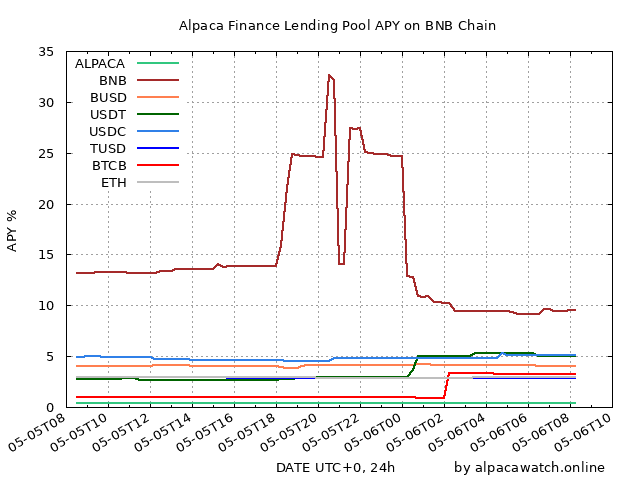 Alpaca Finance Lending Pool APY on BNB Chain
35
30
25
20
15
10
5
0
APY %
ALPACA
BNB
BUSD
USDT
USDC
TUSD
BTCB
ETH
05-05T08
05-05T10
05-05T12
05-05T14
05-05T16
05-05T18
05-05T20
05-05T22
05-06T00
05-06T02
05-06T04
05-06T06
05-06T08
05-06T10
DATE UTC+0, 24h
by alpacawatch.online